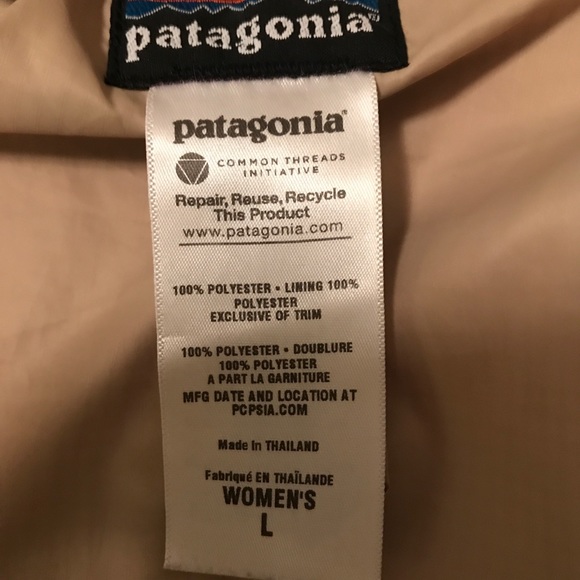 patagonia®
patagonia®
COMMON THREADS
INITIATIVE
Repair, Reuse, Recycle
This Product
www.patagonia.com
100% POLYESTER • LINING 100%
POLYESTER
EXCLUSIVE OF TRIM
100% POLYESTER • DOUBLURE
100% POLYESTER
A PART LA GARNITURE
MFG DATE AND LOCATION AT
PCPSIA.COM
Made in THAILAND
Fabriqué EN THAÏLANDE
WOMEN'S
L